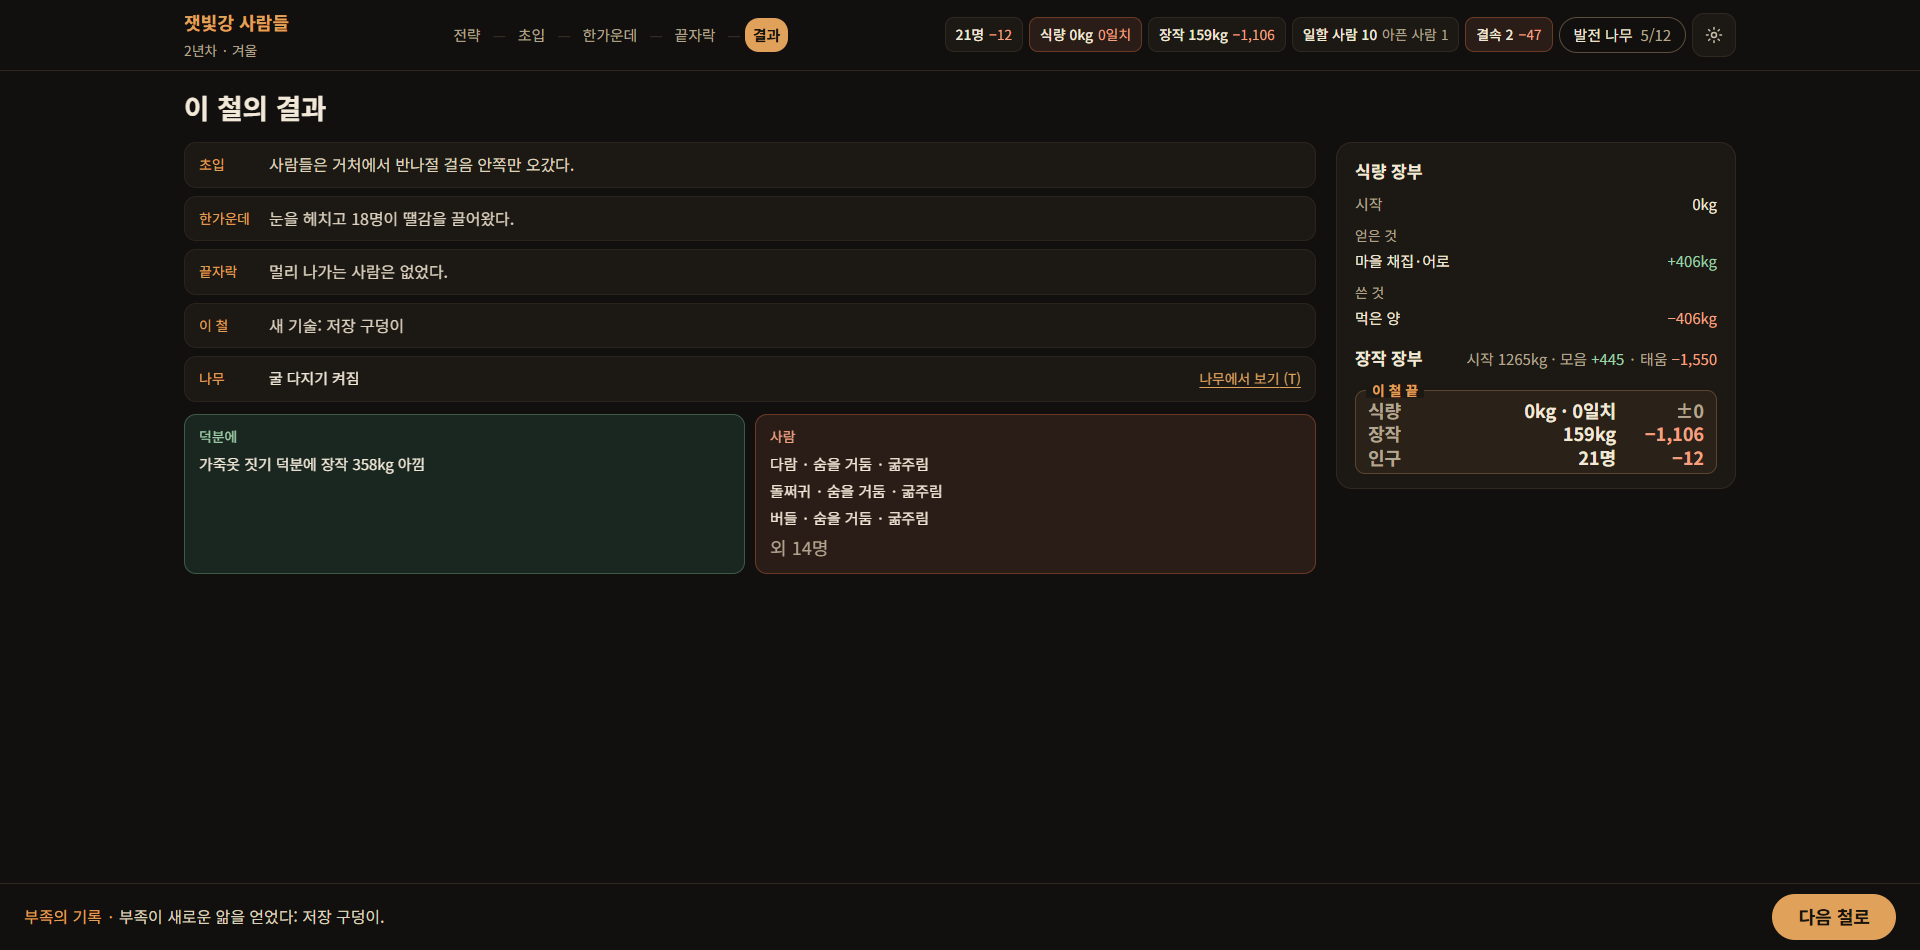 잿빛강 사람들
2년차 · 겨울
전략 — 초입 — 한가운데 — 끝자락 — 결과
21명 −12
식량 0kg 0일치
장작 159kg −1,106
일할 사람 10 아픈 사람 1
결속 2 −47
발전 나무 5/12
이 철의 결과
초입 사람들은 거처에서 반나절 걸음 안쪽만 오갔다.
한가운데 눈을 헤치고 18명이 땔감을 끌어왔다.
끝자락 멀리 나가는 사람은 없었다.
이 철 새 기술: 저장 구덩이
나무 굴 다지기 켜짐 나무에서 보기 (T)
덕분에
가죽옷 짓기 덕분에 장작 358kg 아낌
사람
다람 · 숨을 거둠 · 굶주림
돌쩌귀 · 숨을 거둠 · 굶주림
버들 · 숨을 거둠 · 굶주림
외 14명
식량 장부
시작 0kg
얻은 것
마을 채집·어로 +406kg
쓴 것
먹은 양 −406kg
장작 장부 시작 1265kg · 모음 +445 · 태움 −1,550
이 철 끝
식량 0kg · 0일치 ±0
장작 159kg −1,106
인구 21명 −12
부족의 기록 · 부족이 새로운 앎을 얻었다: 저장 구덩이.
다음 철로